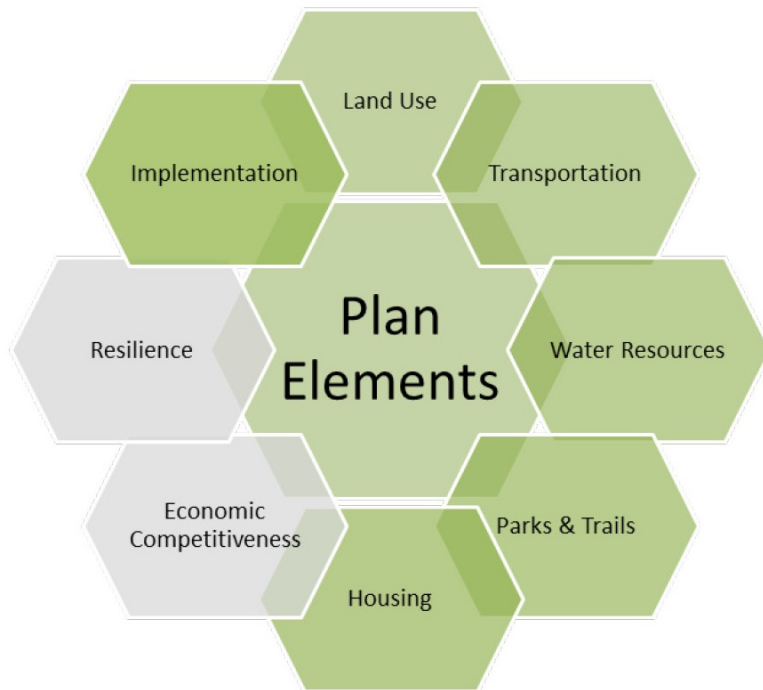 Land Use
Implementation
Transportation
Plan
Elements
Resilience
Water Resources
Economic
Competitiveness
Parks & Trails
Housing